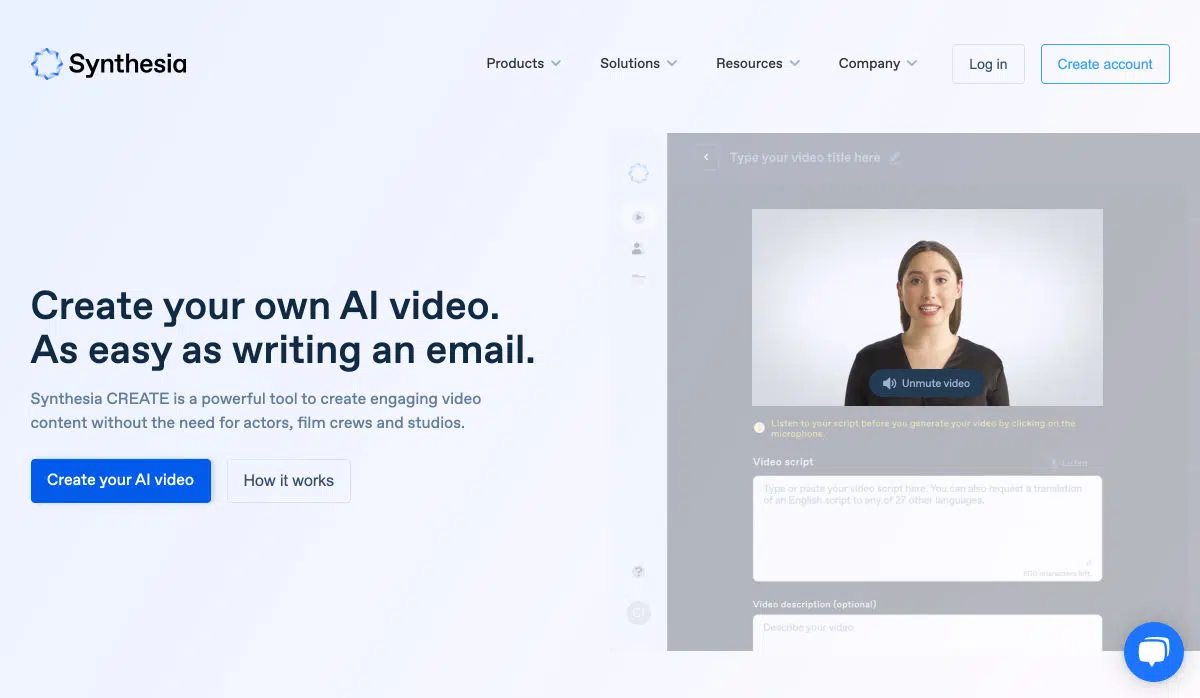 Synthesia
Products
Solutions
Resources
Company
Log in
Create account
Create your own AI video.
As easy as writing an email.
Synthesia CREATE is a powerful tool to create engaging video
content without the need for actors, film crews and studios.
Create your AI video
How it works
Type your video title here
Unmute video
Listen to your script before you generate your video by clicking on the
microphone.
Video script
Listen
Type or paste your video script here. You can also request a translation
of an English script to any of 27 other languages.
characters left.
Video description (optional)
Describe your video